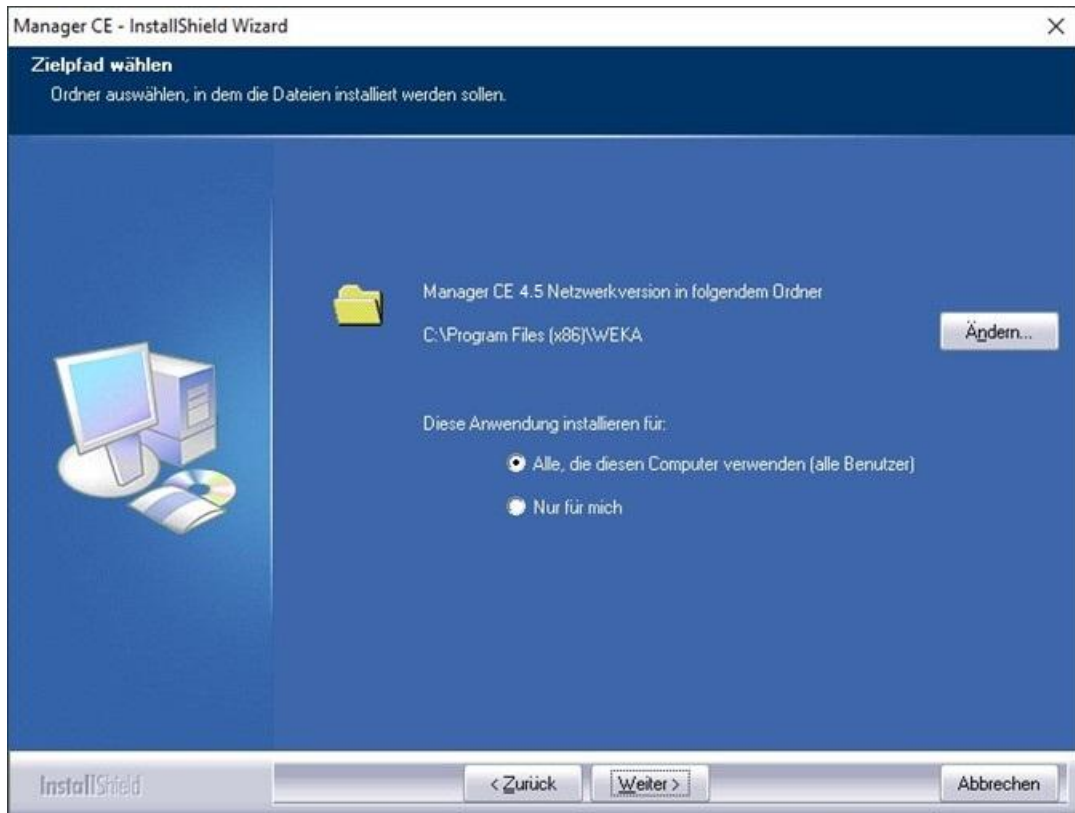 Manager CE - InstallShield Wizard
Zielpfad wählen
Ordner auswählen, in dem die Dateien installiert werden sollen.
Manager CE 4.5 Netzwerkversion in folgendem Ordner
C:\Program Files (x86)\WEKA
Ändern...
Diese Anwendung installieren für:
Alle, die diesen Computer verwenden (alle Benutzer)
Nur für mich
InstallShield
< Zurück
Weiter >
Abbrechen